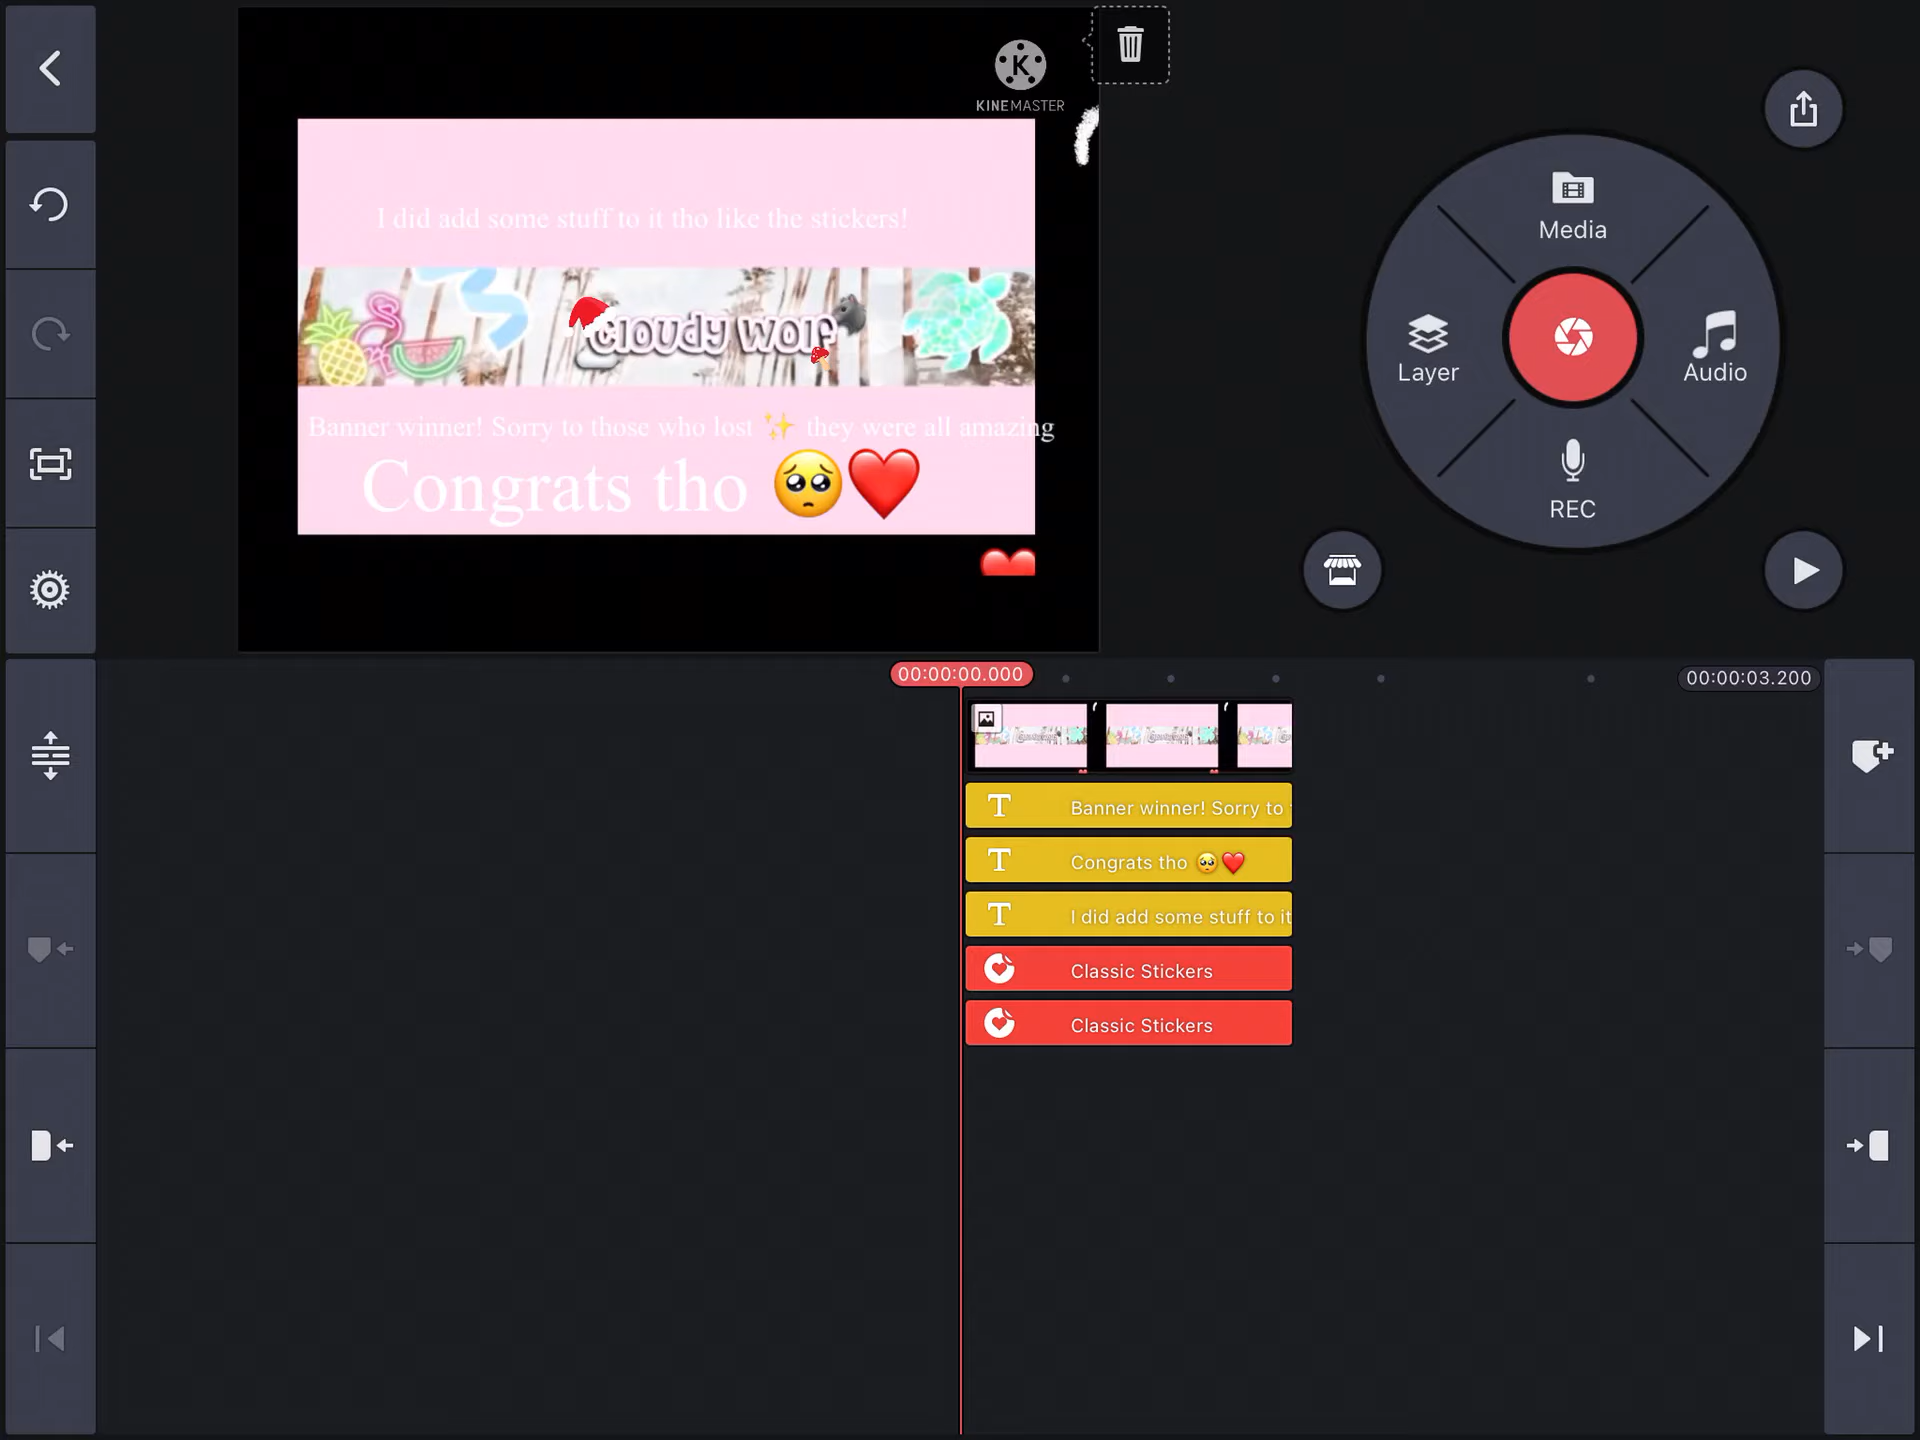 K
KINEMASTER
I did add some stuff to it tho like the stickers!
Cloudy Wolf
Banner winner! Sorry to those who lost ✨ they were all amazing
Congrats tho 🥺❤️
Media
Layer
Audio
REC
00:00:00.000
00:00:03.200
T Banner winner! Sorry to
T Congrats tho 🥺❤️
T I did add some stuff to it
Classic Stickers
Classic Stickers